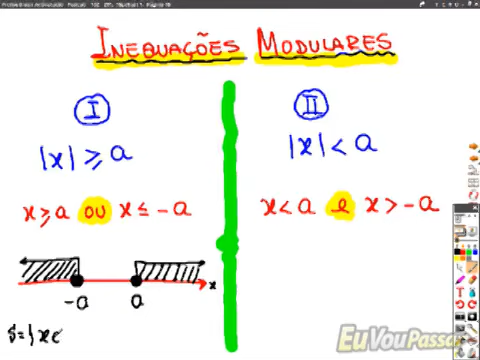 INEQUAÇÕES MODULARES
I
|x| ⩾ a
x ⩾ a ou x ≤ -a
-a a x
S = { x ∈
II
|x| < a
x < a e x > -a
EuVouPassar